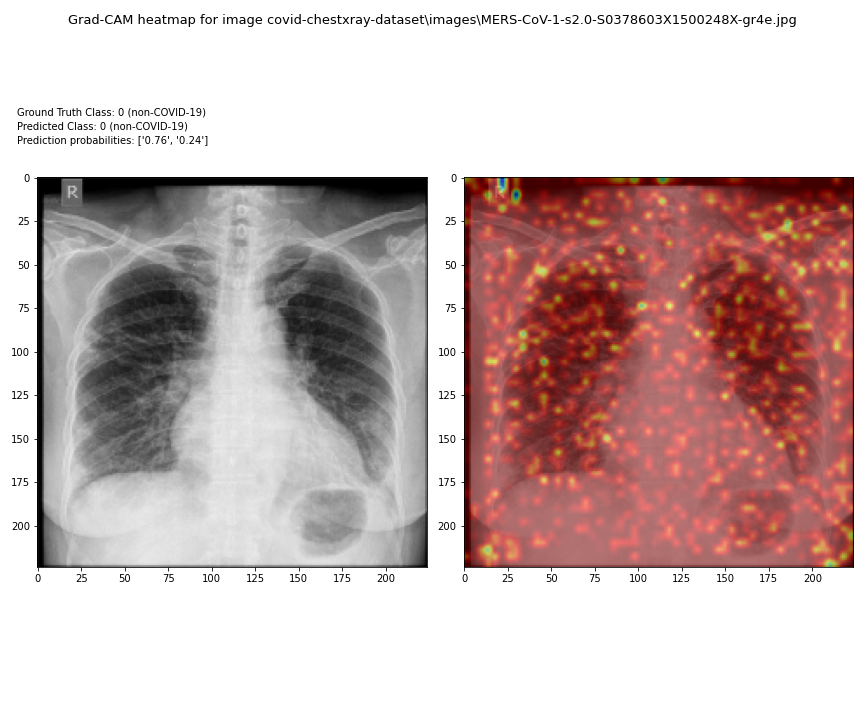 Grad-CAM heatmap for image covid-chestxray-dataset\images\MERS-CoV-1-s2.0-S0378603X1500248X-gr4e.jpg
Ground Truth Class: 0 (non-COVID-19)
Predicted Class: 0 (non-COVID-19)
Prediction probabilities: ['0.76', '0.24']
0
25
50
75
100
125
150
175
200
0 25 50 75 100 125 150 175 200
R
0
25
50
75
100
125
150
175
200
0 25 50 75 100 125 150 175 200
R